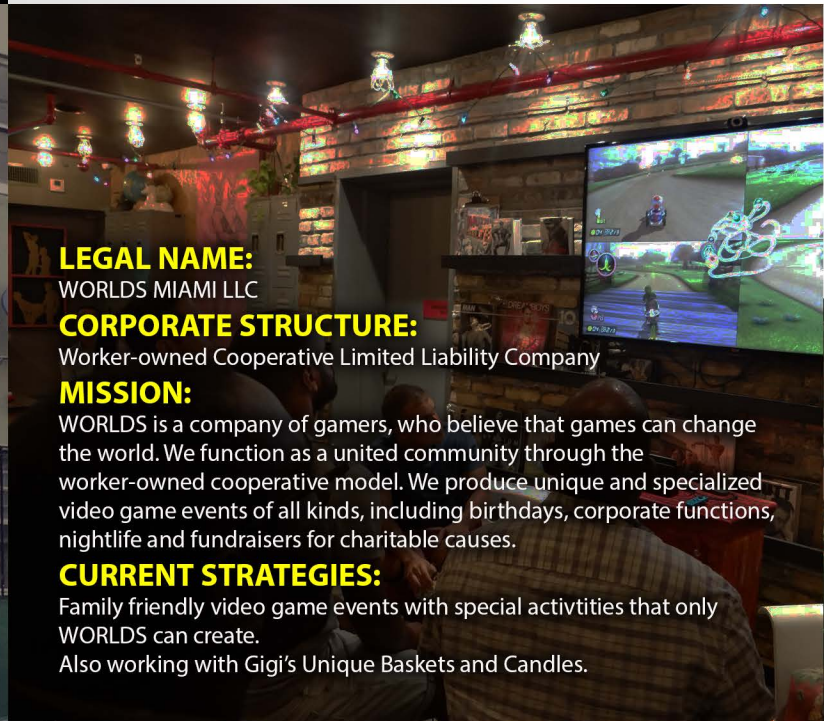 LEGAL NAME:
WORLDS MIAMI LLC
CORPORATE STRUCTURE:
Worker-owned Cooperative Limited Liability Company
MISSION:
WORLDS is a company of gamers, who believe that games can change
the world. We function as a united community through the
worker-owned cooperative model. We produce unique and specialized
video game events of all kinds, including birthdays, corporate functions,
nightlife and fundraisers for charitable causes.
CURRENT STRATEGIES:
Family friendly video game events with special activtities that only
WORLDS can create.
Also working with Gigi’s Unique Baskets and Candles.